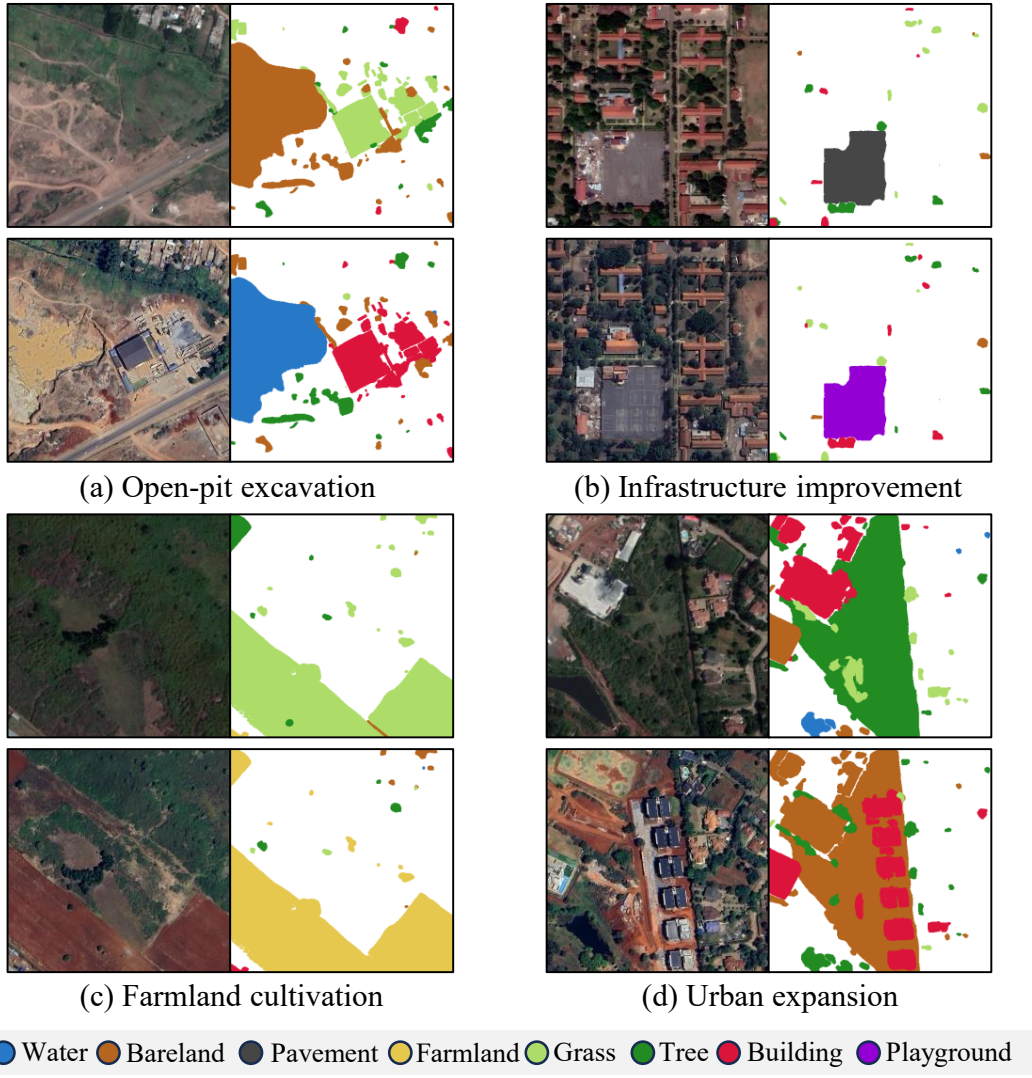 (a) Open-pit excavation
(b) Infrastructure improvement
(c) Farmland cultivation
(d) Urban expansion
Water Bareland Pavement Farmland Grass Tree Building Playground